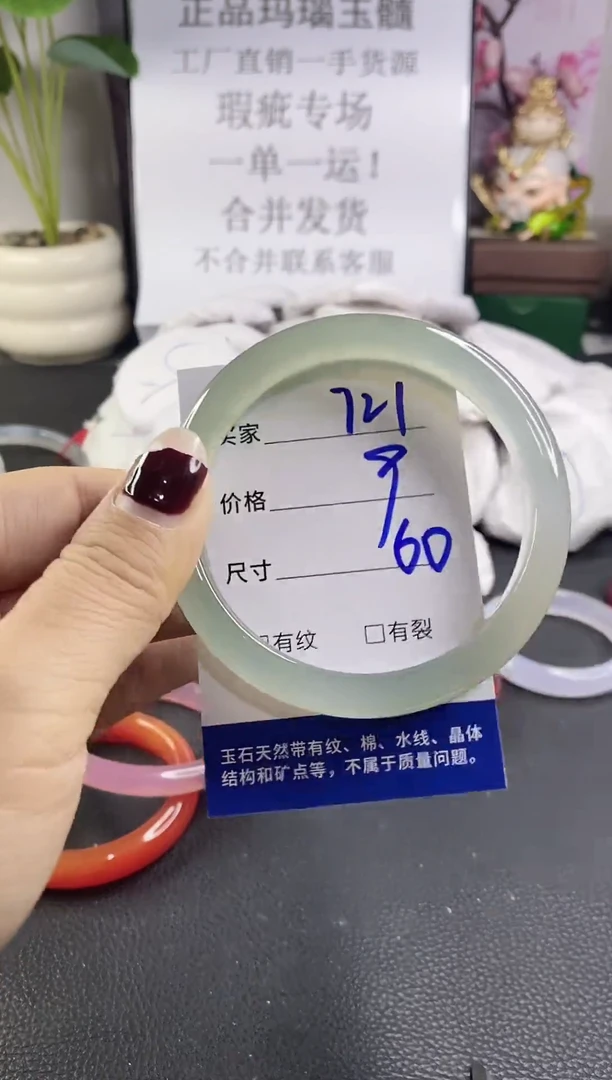 正品玛瑙玉髓
工厂直销一手货源
瑕疵专场
一单一运！
合并发货
不合并联系客服
买家 721
价格
尺寸 60
有纹 □有裂
玉石天然带有纹、棉、水线、晶体
结构和矿点等，不属于质量问题。